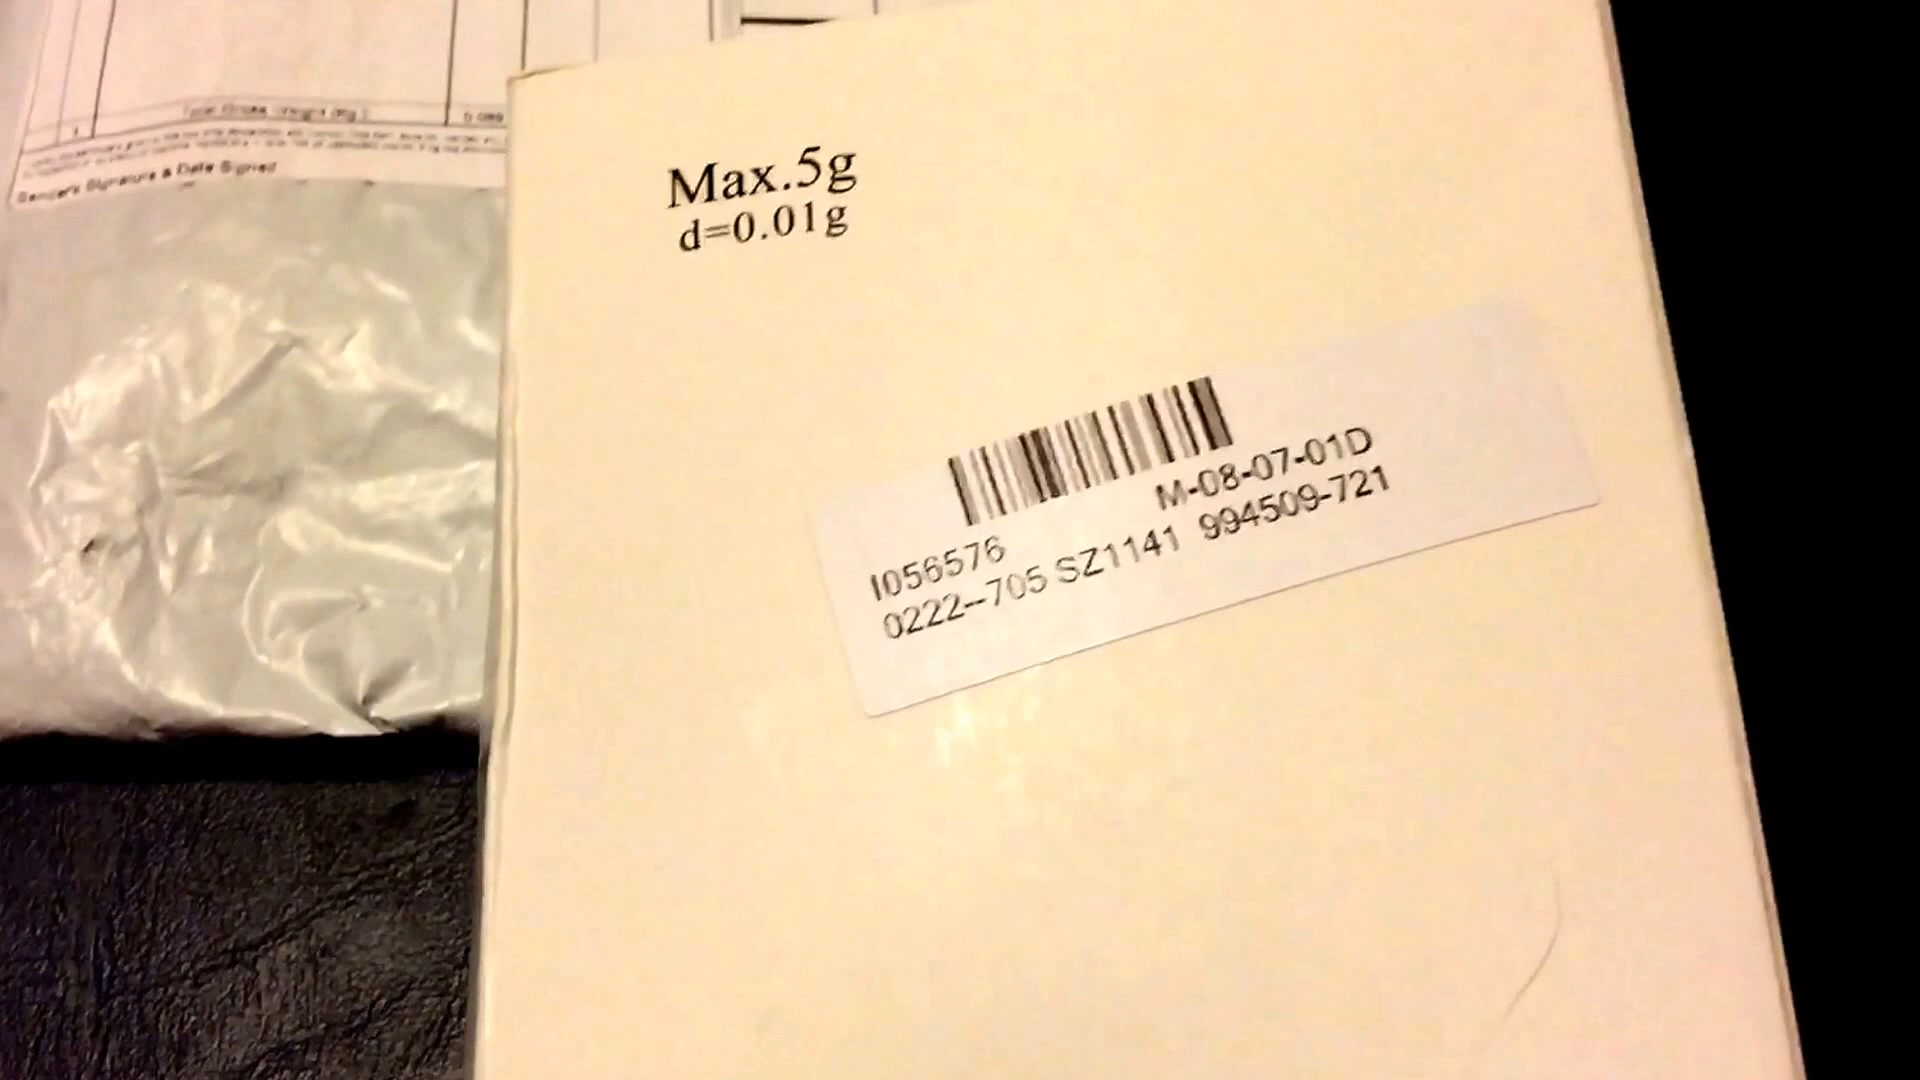 Total Gross Weight (Kg)
1
Sender's Signature & Date Signed
Max.5g
d=0.01g
M-08-07-01D
I056576
0222--705 SZ1141 994509-721